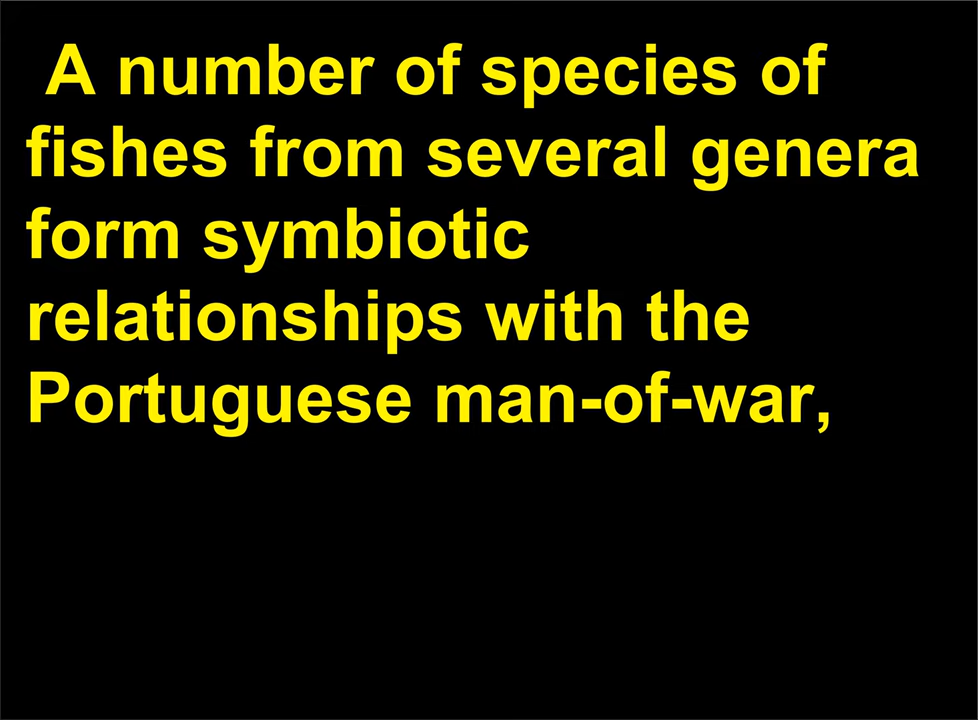 A number of species of
fishes from several genera
form symbiotic
relationships with the
Portuguese man-of-war,